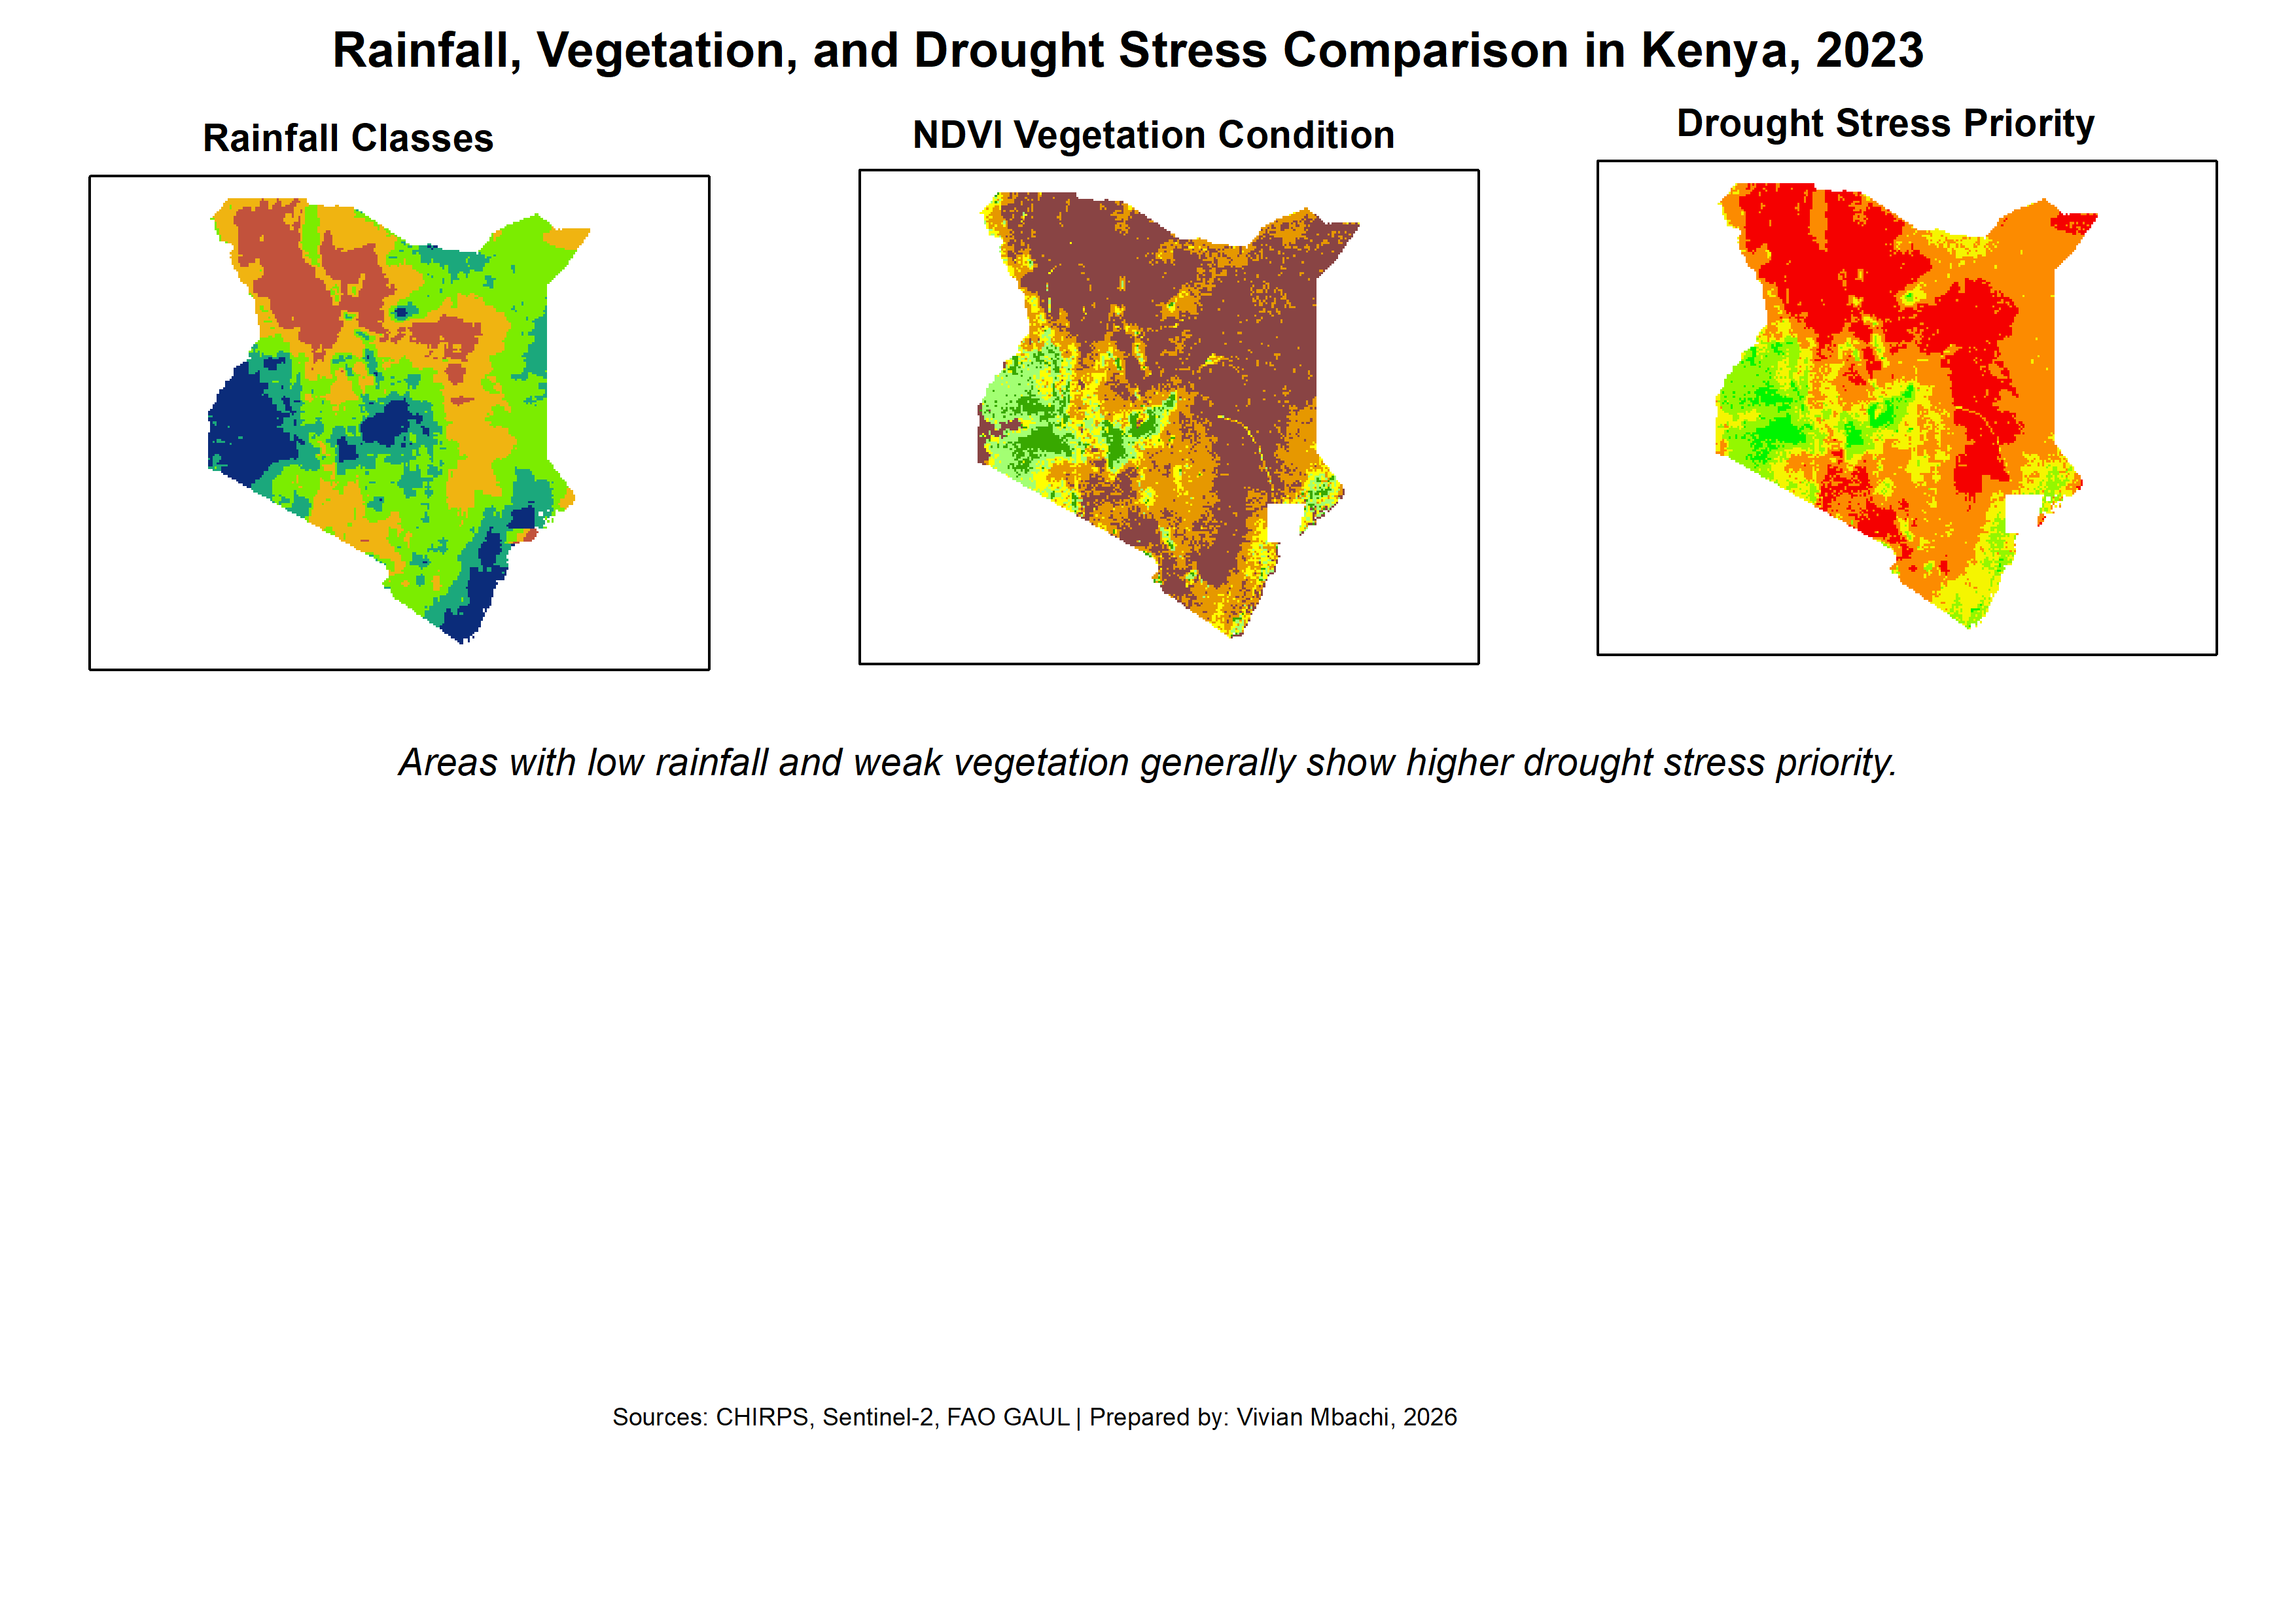 Rainfall, Vegetation, and Drought Stress Comparison in Kenya, 2023
Rainfall Classes
NDVI Vegetation Condition
Drought Stress Priority
Areas with low rainfall and weak vegetation generally show higher drought stress priority.
Sources: CHIRPS, Sentinel-2, FAO GAUL | Prepared by: Vivian Mbachi, 2026